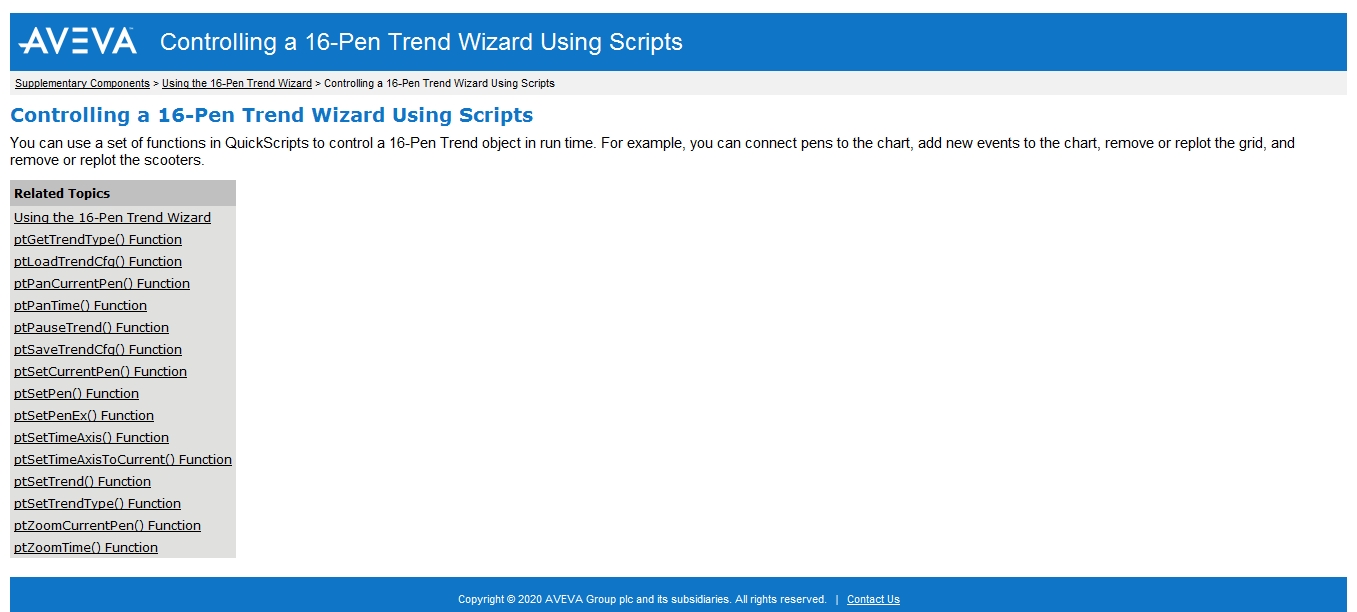 AVEVA Controlling a 16-Pen Trend Wizard Using Scripts
Supplementary Components > Using the 16-Pen Trend Wizard > Controlling a 16-Pen Trend Wizard Using Scripts
Controlling a 16-Pen Trend Wizard Using Scripts
You can use a set of functions in QuickScripts to control a 16-Pen Trend object in run time. For example, you can connect pens to the chart, add new events to the chart, remove or replot the grid, and
remove or replot the scooters.
Related Topics
Using the 16-Pen Trend Wizard
ptGetTrendType() Function
ptLoadTrendCfg() Function
ptPanCurrentPen() Function
ptPanTime() Function
ptPauseTrend() Function
ptSaveTrendCfg() Function
ptSetCurrentPen() Function
ptSetPen() Function
ptSetPenEx() Function
ptSetTimeAxis() Function
ptSetTimeAxisToCurrent() Function
ptSetTrend() Function
ptSetTrendType() Function
ptZoomCurrentPen() Function
ptZoomTime() Function
Copyright © 2020 AVEVA Group plc and its subsidiaries. All rights reserved. | Contact Us